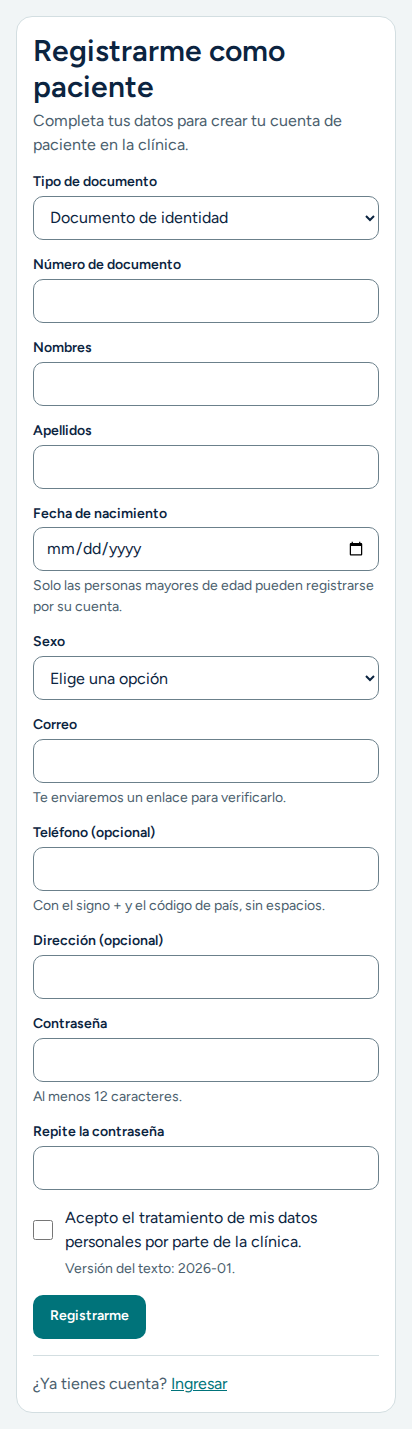 Registrarme como
paciente
Completa tus datos para crear tu cuenta de
paciente en la clínica.
Tipo de documento
Documento de identidad
Número de documento
Nombres
Apellidos
Fecha de nacimiento
mm/dd/yyyy
Solo las personas mayores de edad pueden registrarse
por su cuenta.
Sexo
Elige una opción
Correo
Te enviaremos un enlace para verificarlo.
Teléfono (opcional)
Con el signo + y el código de país, sin espacios.
Dirección (opcional)
Contraseña
Al menos 12 caracteres.
Repite la contraseña
Acepto el tratamiento de mis datos
personales por parte de la clínica.
Versión del texto: 2026-01.
Registrarme
¿Ya tienes cuenta? Ingresar